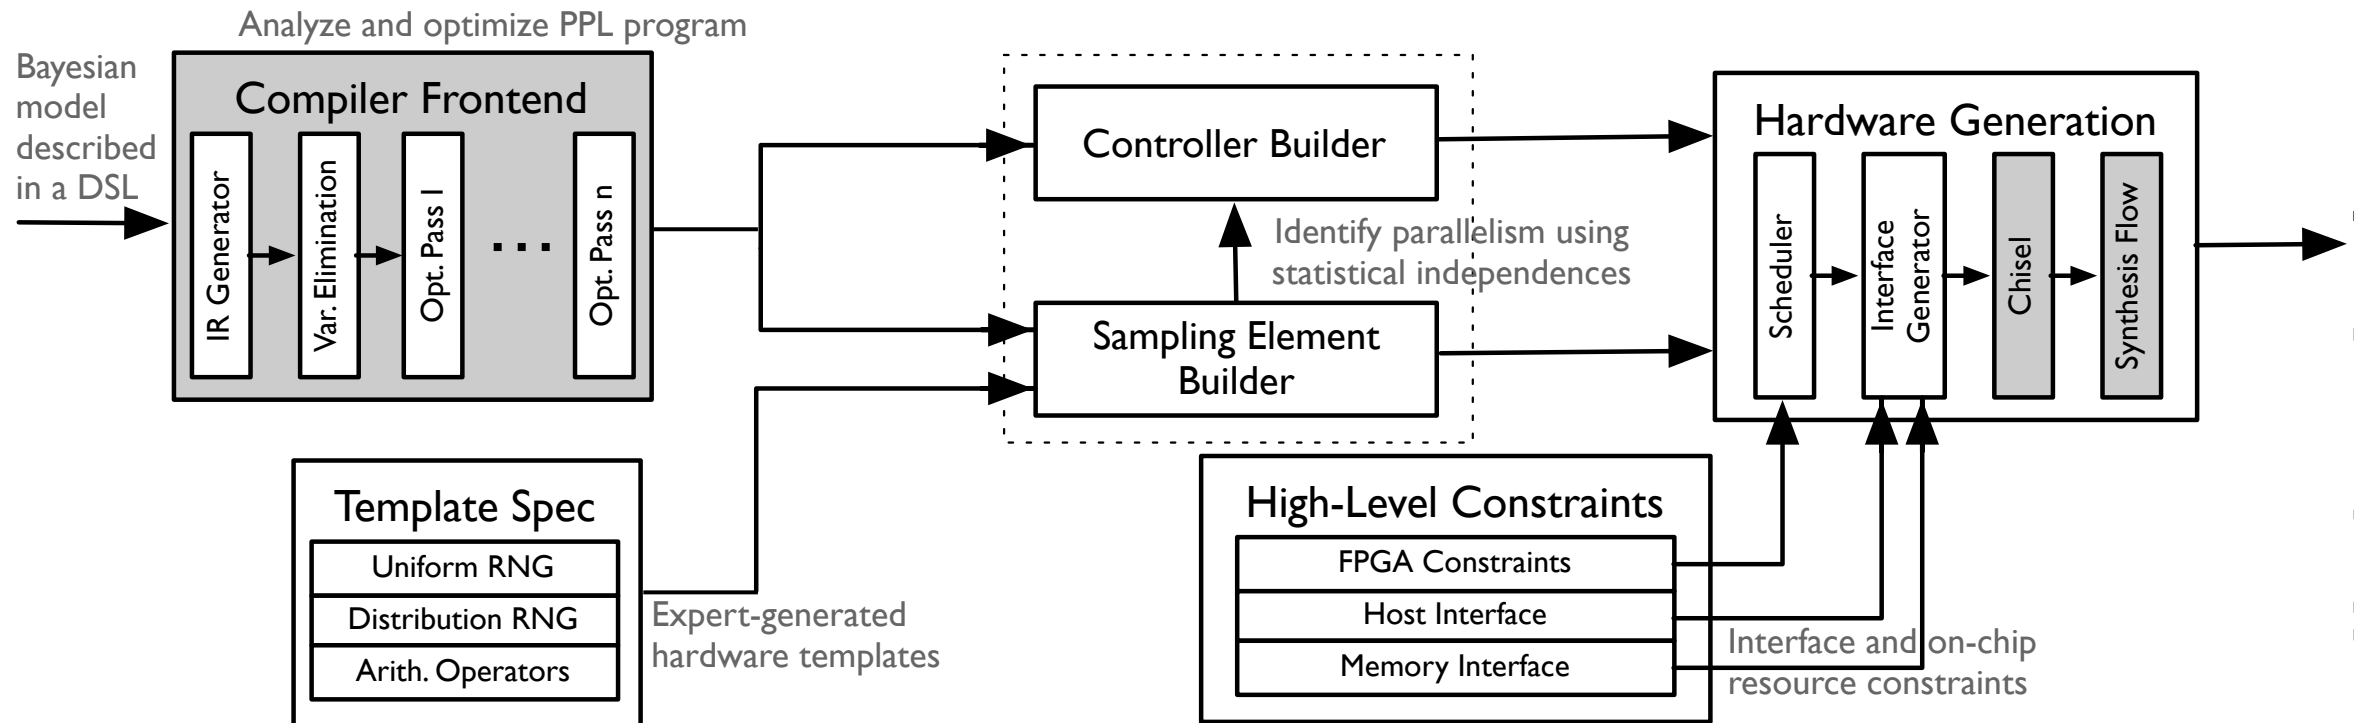 Analyze and optimize PPL program
Bayesian
model
described
in a DSL
Compiler Frontend
IR Generator
Var. Elimination
Opt. Pass 1
...
Opt. Pass n
Controller Builder
Identify parallelism using
statistical independences
Sampling Element
Builder
Hardware Generation
Scheduler
Interface
Generator
Chisel
Synthesis Flow
Template Spec
Uniform RNG
Distribution RNG
Arith. Operators
Expert-generated
hardware templates
High-Level Constraints
FPGA Constraints
Host Interface
Memory Interface
Interface and on-chip
resource constraints